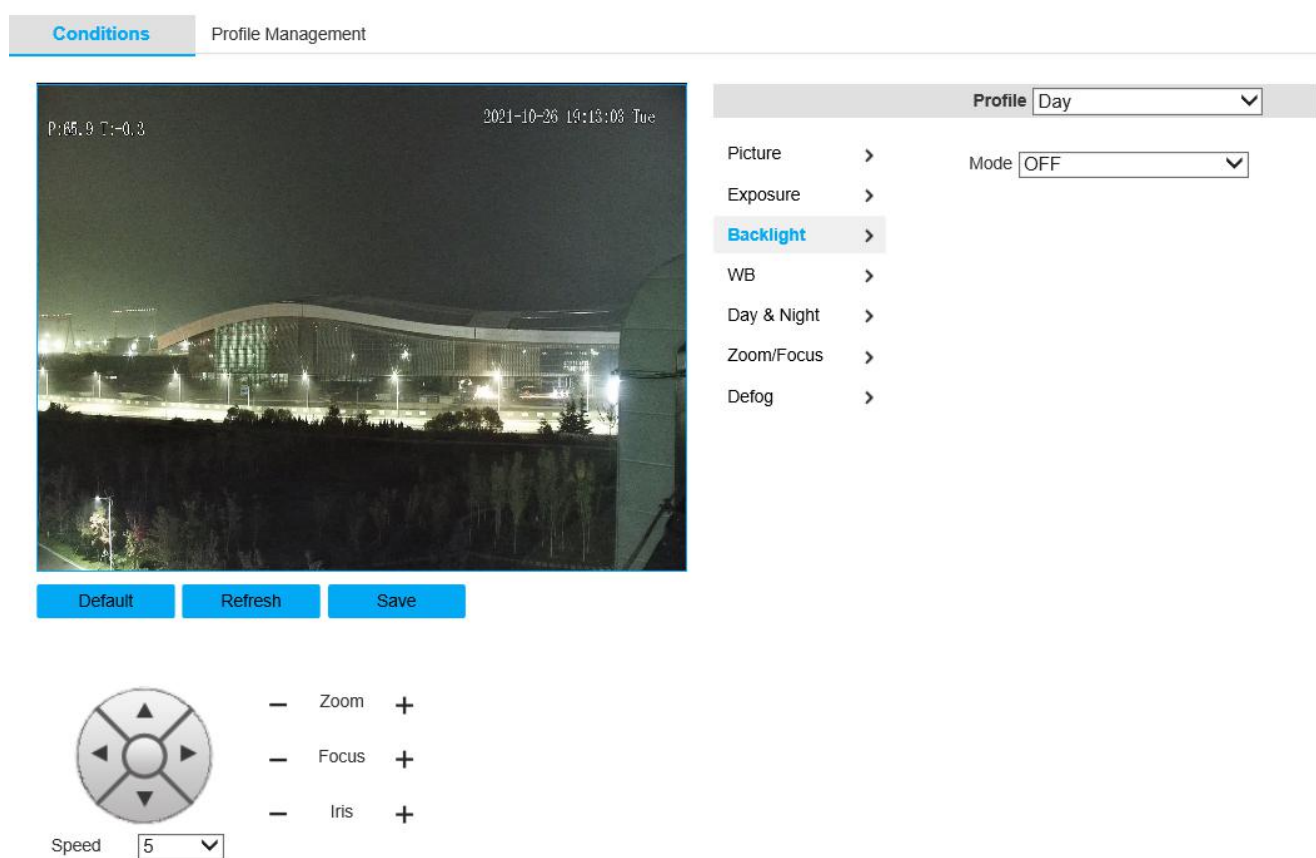 Conditions
Profile Management
P:65.9 T:-0.3
2021-10-26 19:13:03 Tue
Profile Day
Mode OFF
Picture
Exposure
Backlight
WB
Day & Night
Zoom/Focus
Defog
Default
Refresh
Save
Zoom
Focus
Iris
Speed 5